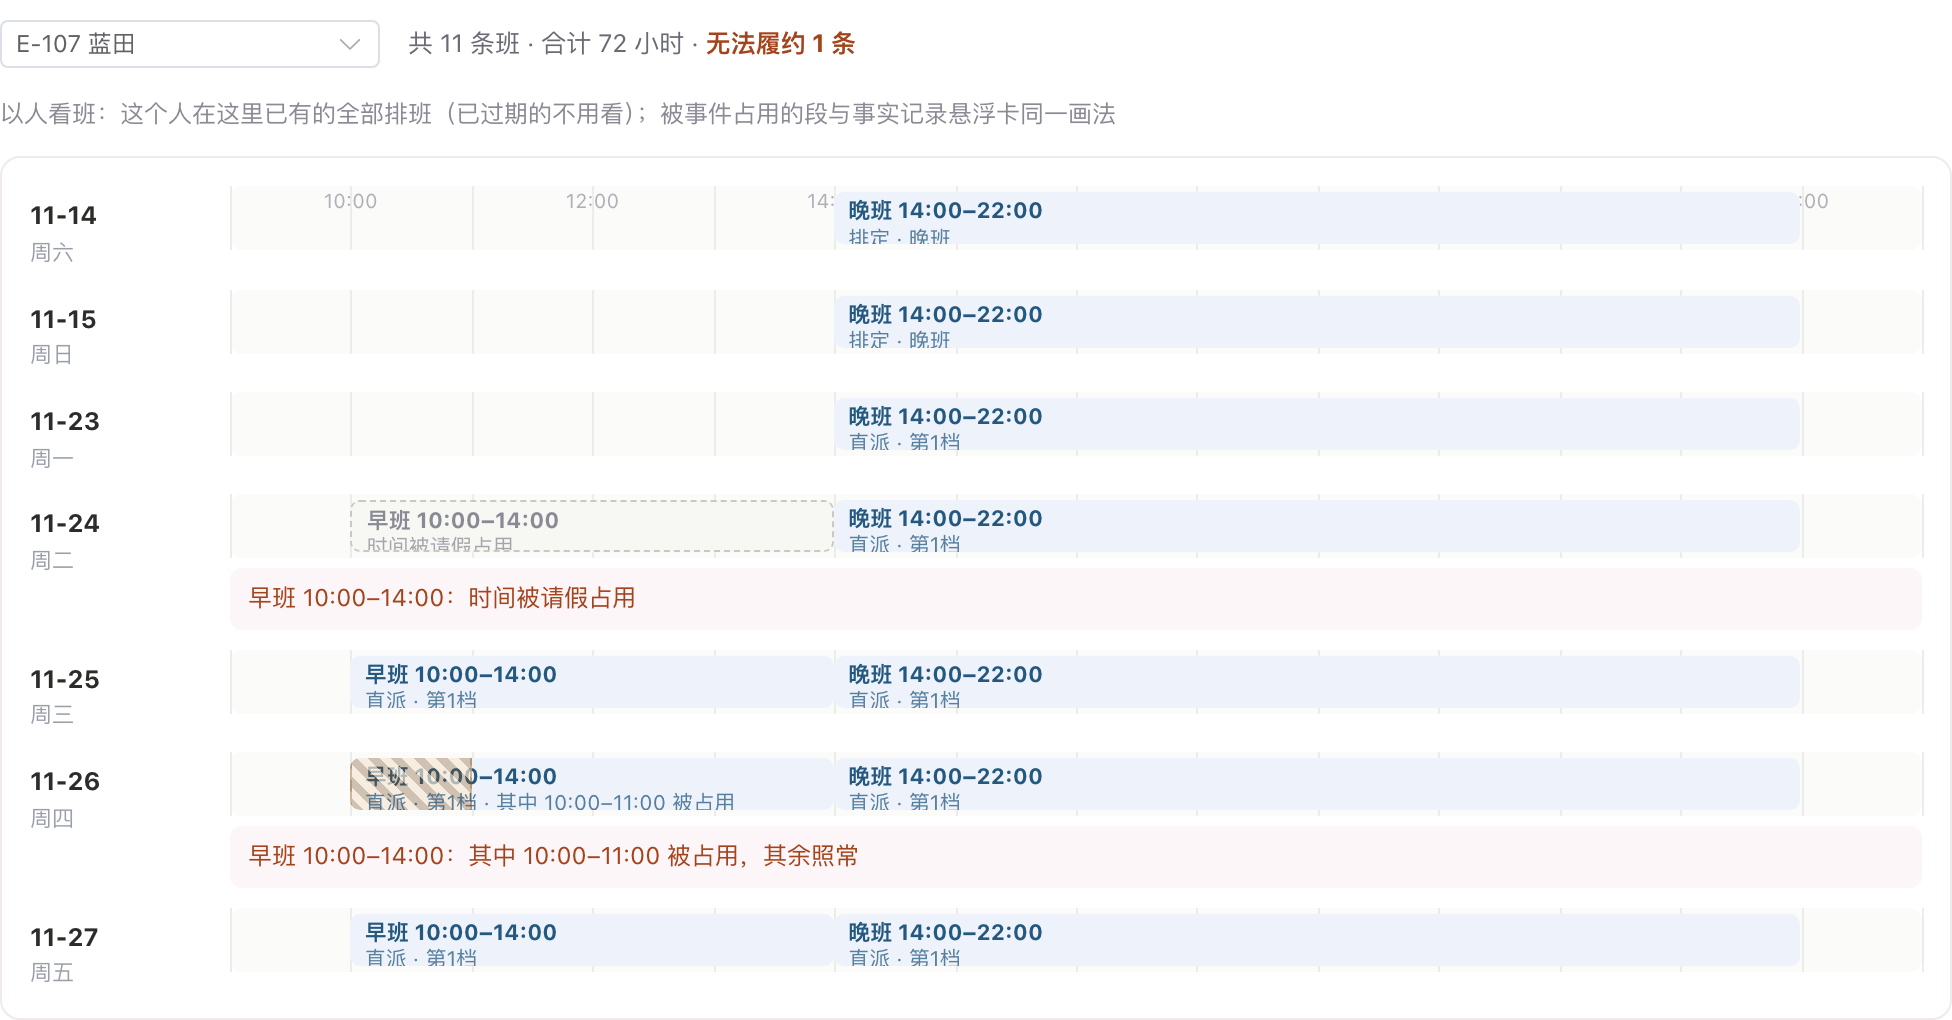 E-107 蓝田
共 11 条班 · 合计 72 小时 · 无法履约 1 条
以人看班：这个人在这里已有的全部排班（已过期的不用看）；被事件占用的段与事实记录悬浮卡同一画法
10:00 12:00 14: :00
11-14
周六
晚班 14:00–22:00
排定 · 晚班
11-15
周日
晚班 14:00–22:00
排定 · 晚班
11-23
周一
晚班 14:00–22:00
直派 · 第1档
11-24
周二
早班 10:00–14:00
时间被请假占用
晚班 14:00–22:00
直派 · 第1档
早班 10:00–14:00：时间被请假占用
11-25
周三
早班 10:00–14:00
直派 · 第1档
晚班 14:00–22:00
直派 · 第1档
11-26
周四
早班 10:00–14:00
直派 · 第1档 · 其中 10:00–11:00 被占用
晚班 14:00–22:00
直派 · 第1档
早班 10:00–14:00：其中 10:00–11:00 被占用，其余照常
11-27
周五
早班 10:00–14:00
直派 · 第1档
晚班 14:00–22:00
直派 · 第1档